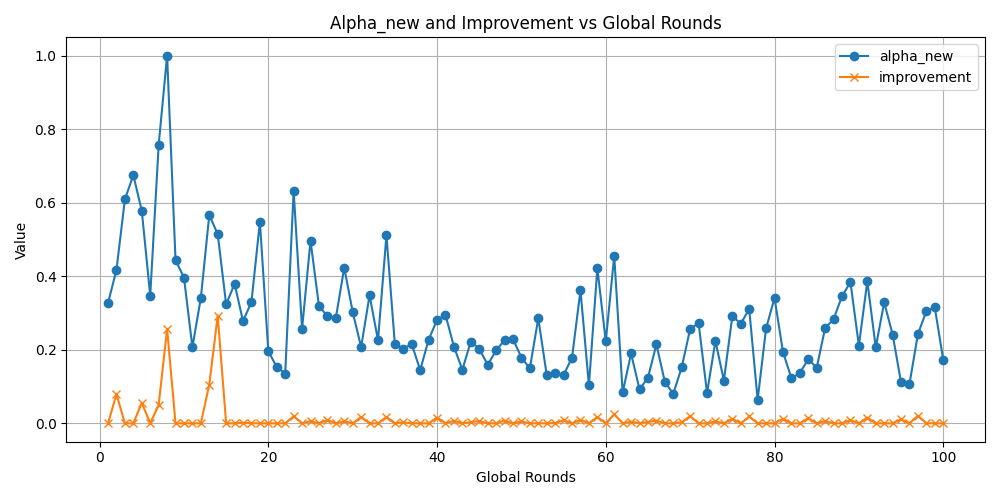 Alpha_new and Improvement vs Global Rounds
alpha_new
improvement
Value
1.0
0.8
0.6
0.4
0.2
0.0
0 20 40 60 80 100
Global Rounds